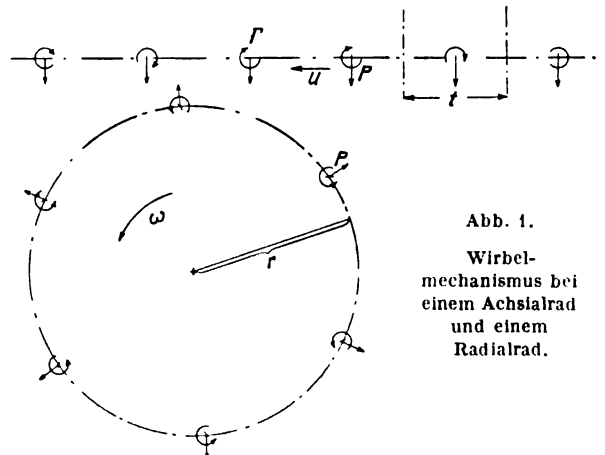 Γ
u
P
t
P
ω
r
Abb. 1.
Wirbel-
mechanismus bei
einem Achsialrad
und einem
Radialrad.